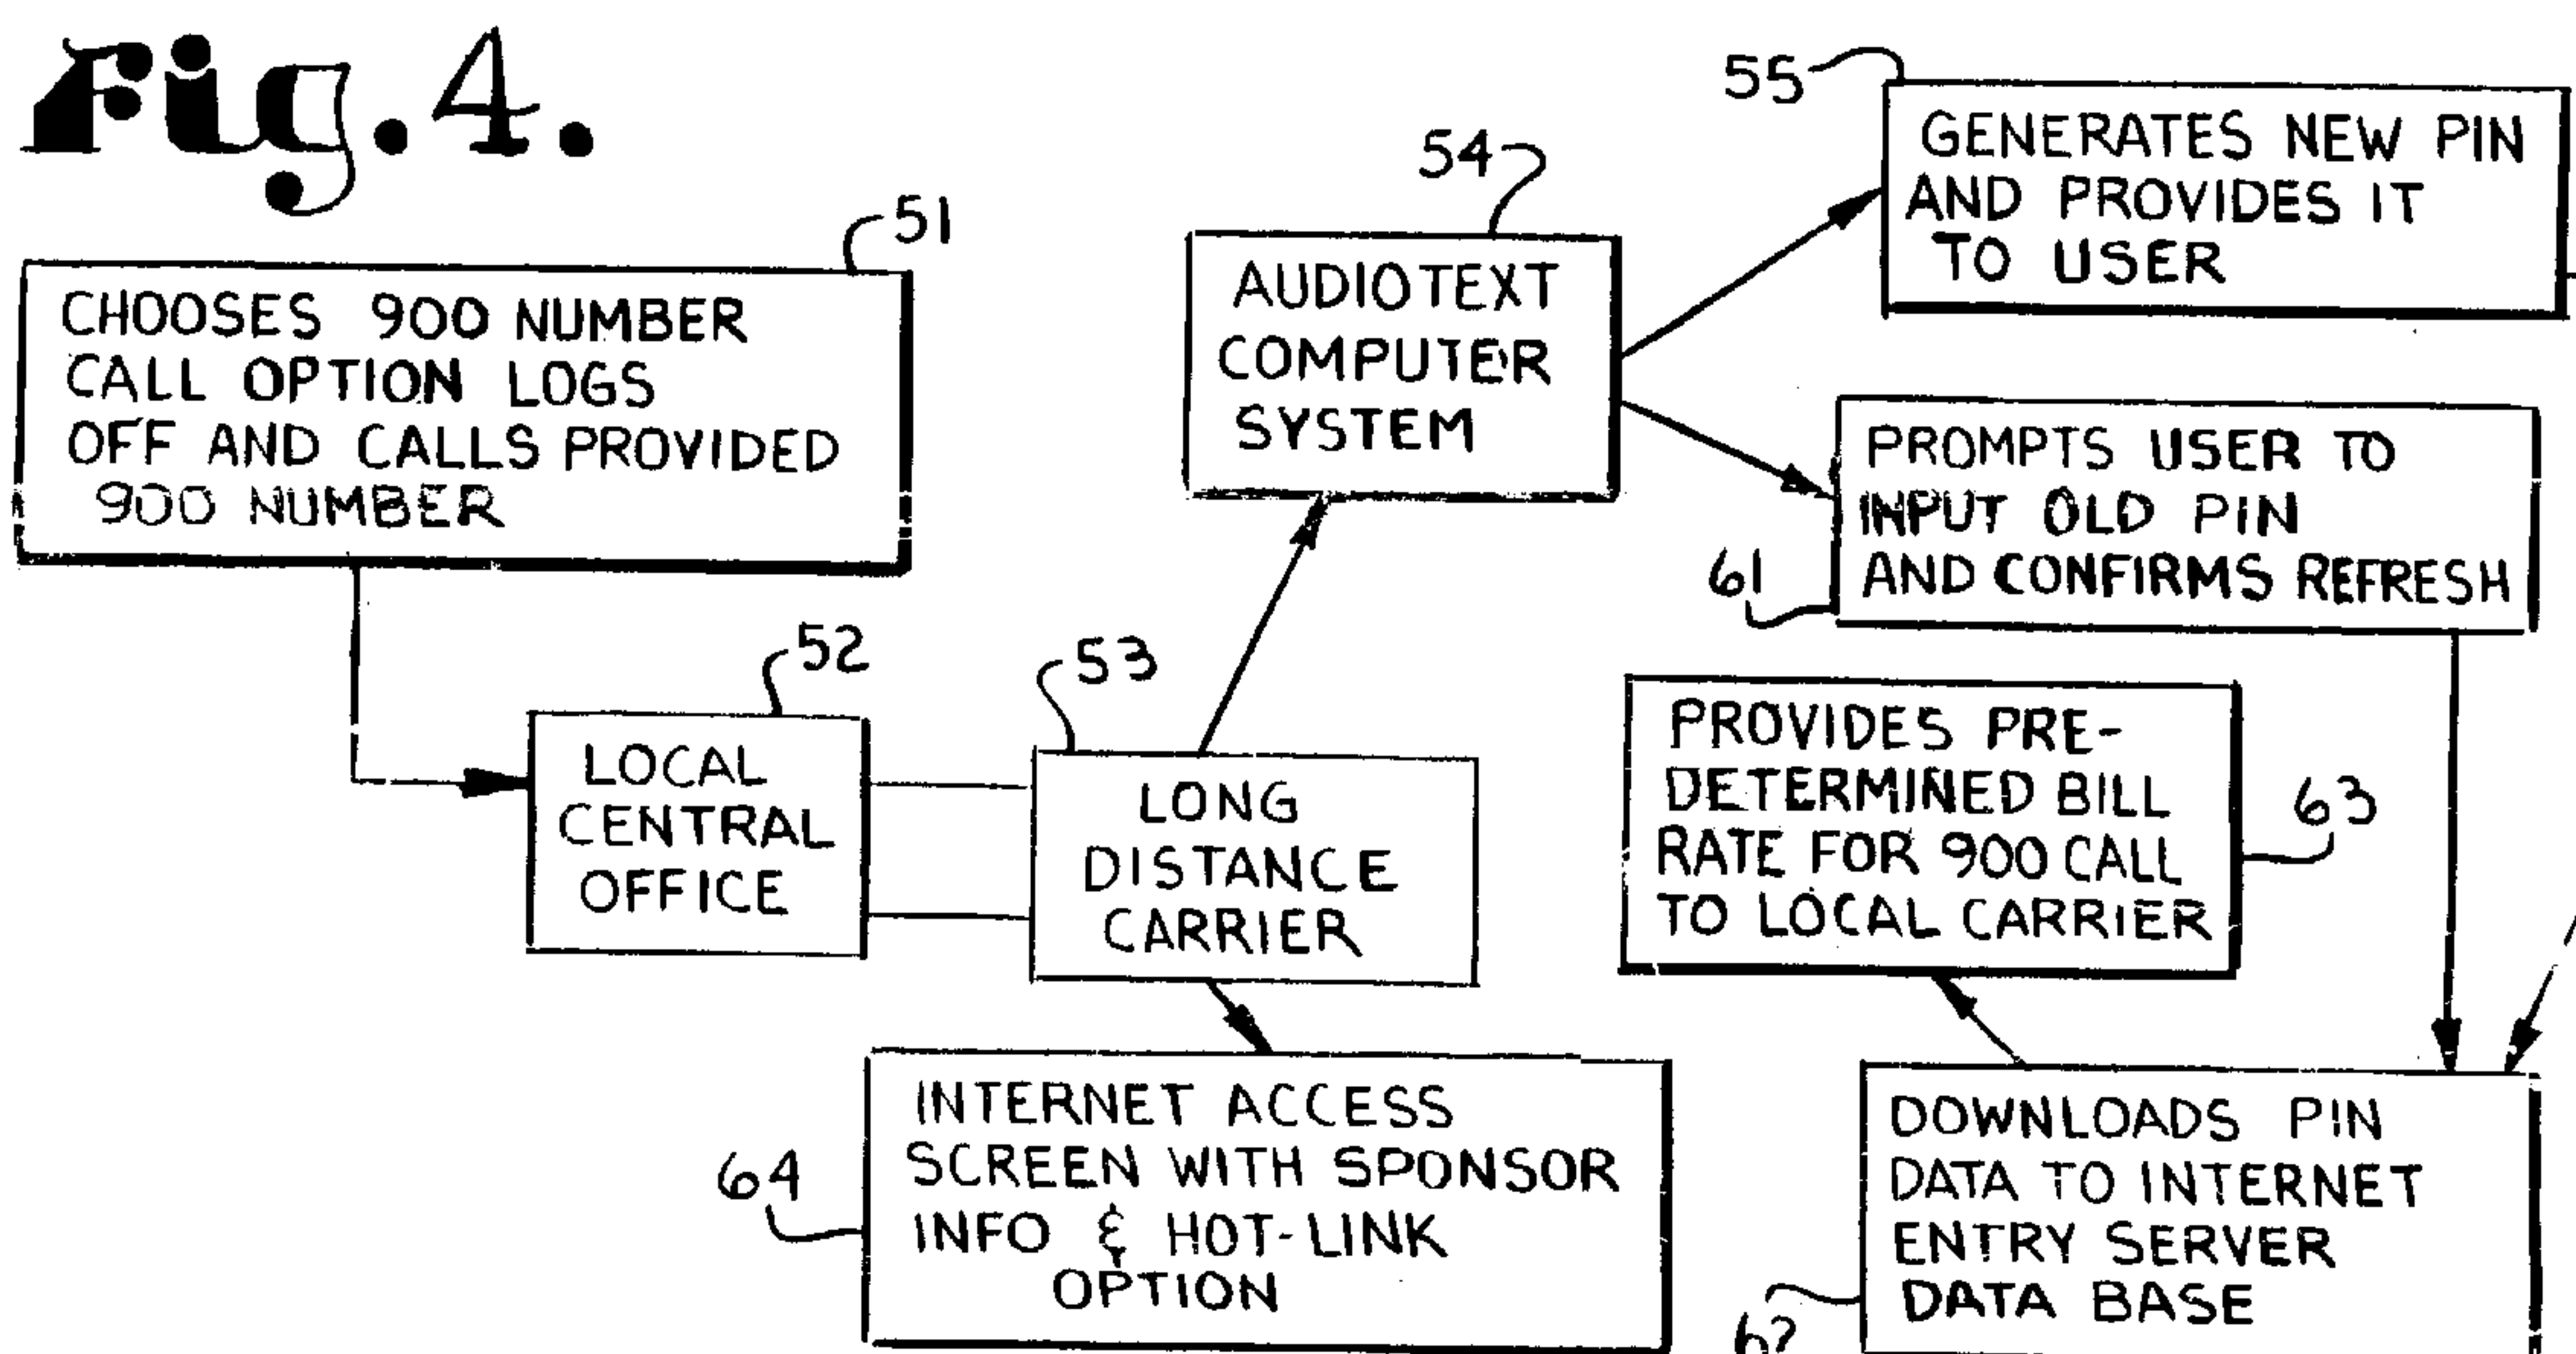 Fig.4.
51
CHOOSES 900 NUMBER
CALL OPTION LOGS
OFF AND CALLS PROVIDED
900 NUMBER
52
LOCAL
CENTRAL
OFFICE
53
LONG
DISTANCE
CARRIER
54
AUDIOTEXT
COMPUTER
SYSTEM
55
GENERATES NEW PIN
AND PROVIDES IT
TO USER
61
PROMPTS USER TO
INPUT OLD PIN
AND CONFIRMS REFRESH
63
PROVIDES PRE-
DETERMINED BILL
RATE FOR 900 CALL
TO LOCAL CARRIER
64
INTERNET ACCESS
SCREEN WITH SPONSOR
INFO & HOT-LINK
OPTION
62
DOWNLOADS PIN
DATA TO INTERNET
ENTRY SERVER
DATA BASE